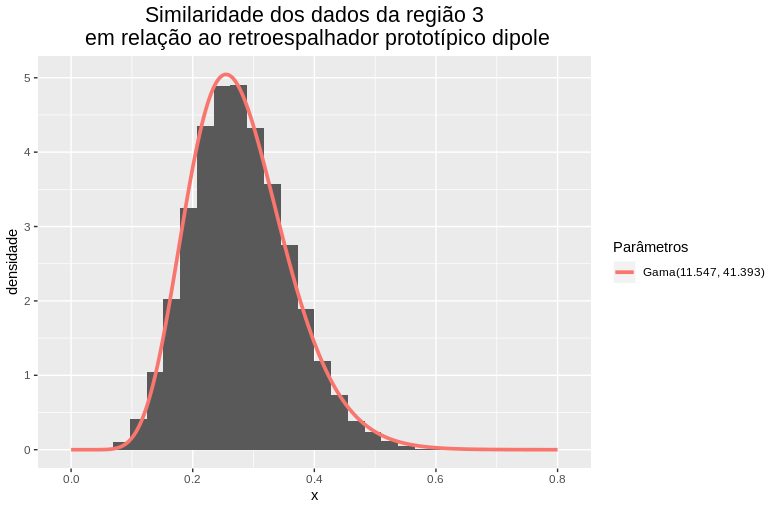 Similaridade dos dados da região 3
em relação ao retroespalhador prototípico dipole
5
4
3
2
1
0
densidade
0.0 0.2 0.4 0.6 0.8
x
Parâmetros
Gama(11.547, 41.393)